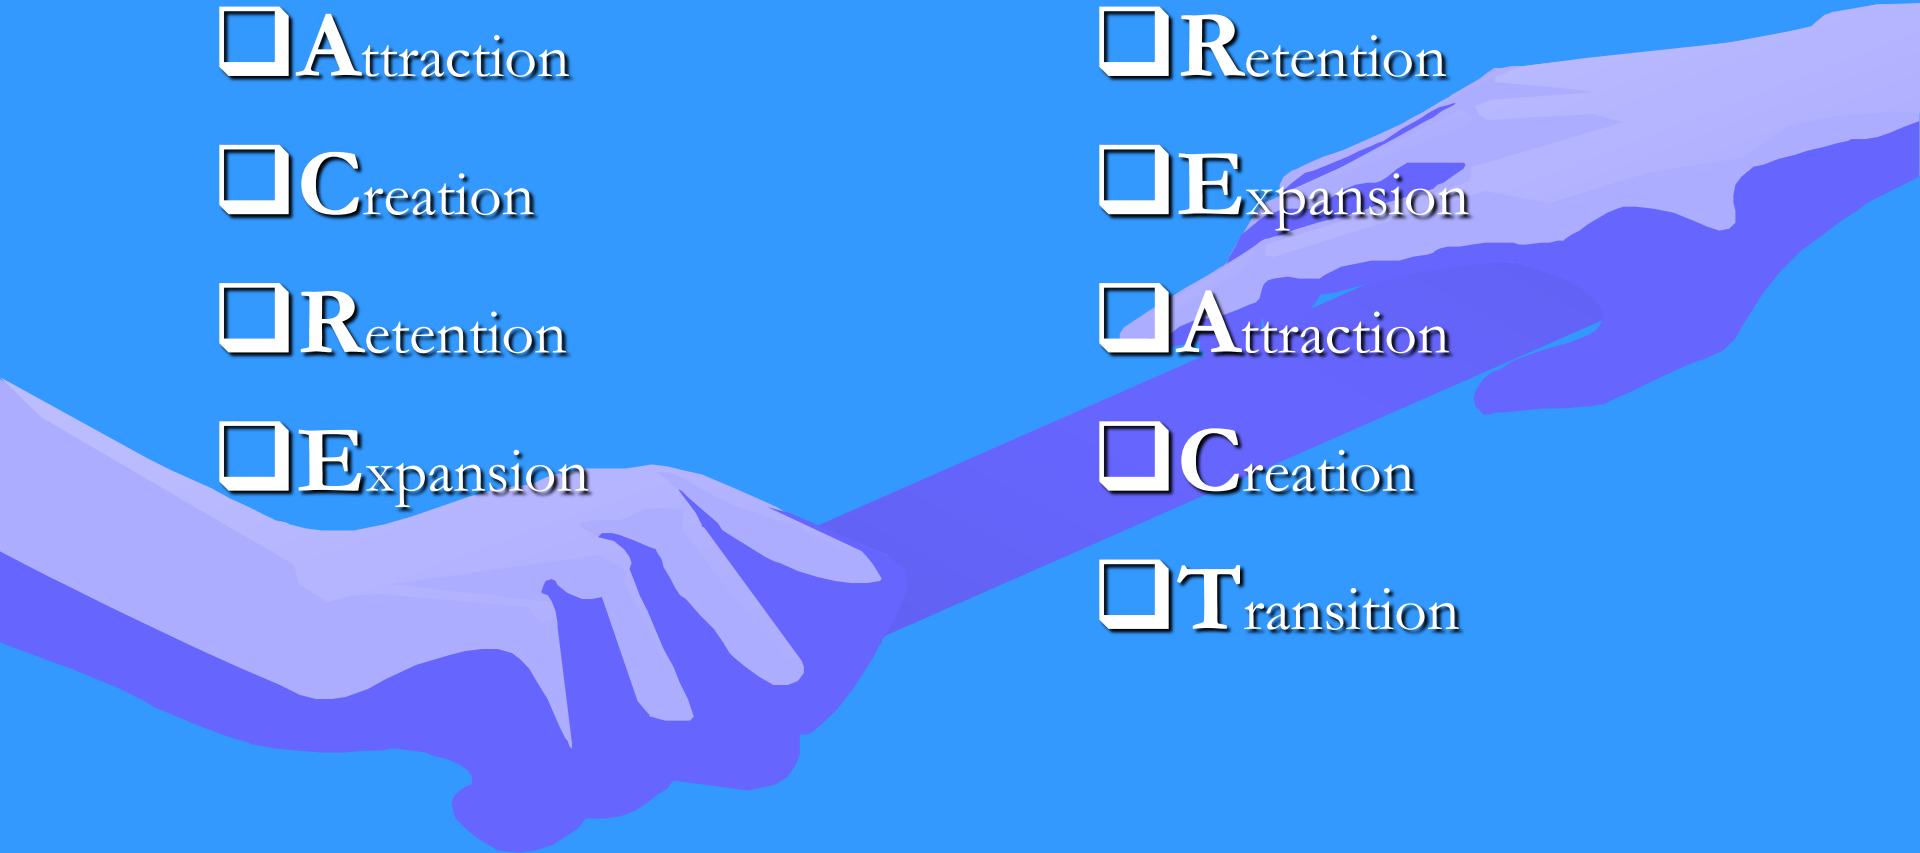 ❑Attraction
❑Creation
❑Retention
❑Expansion
❑Retention
❑Expansion
❑Attraction
❑Creation
❑Transition